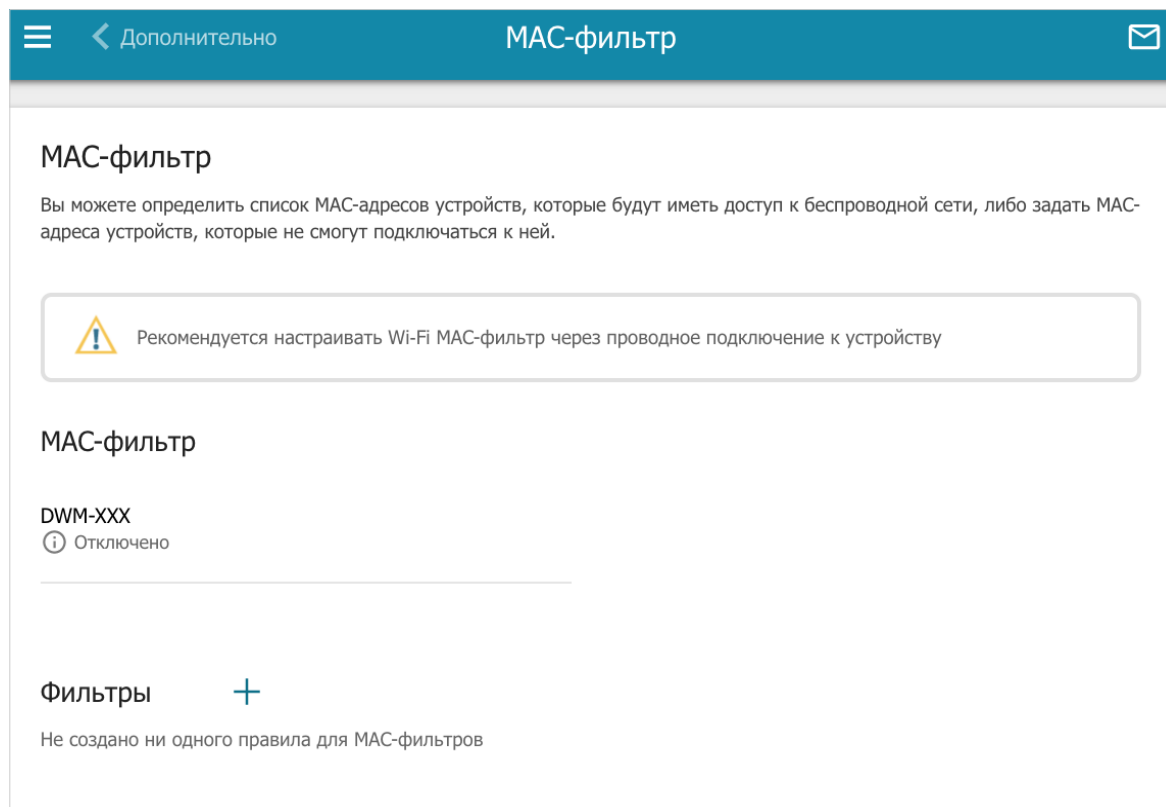 Дополнительно
MAC-фильтр
MAC-фильтр
Вы можете определить список MAC-адресов устройств, которые будут иметь доступ к беспроводной сети, либо задать MAC-
адреса устройств, которые не смогут подключаться к ней.
Рекомендуется настраивать Wi-Fi MAC-фильтр через проводное подключение к устройству
MAC-фильтр
DWM-XXX
Отключено
Фильтры
Не создано ни одного правила для MAC-фильтров